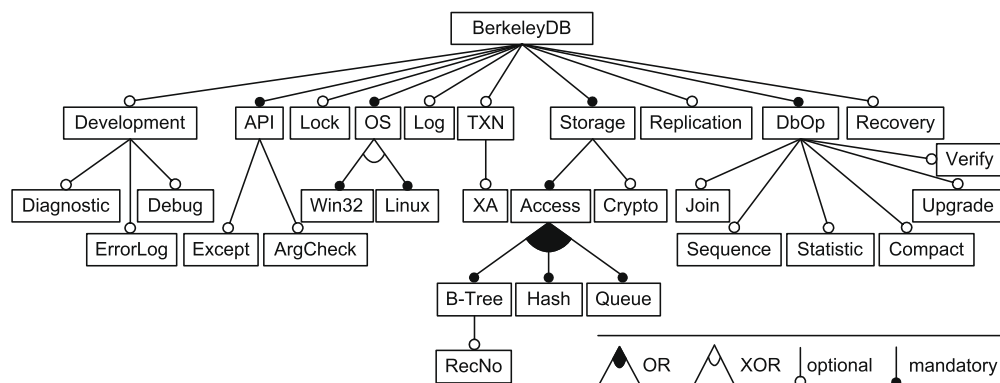 BerkeleyDB
Development API Lock OS Log TXN Storage Replication DbOp Recovery
Verify
Diagnostic Debug Win32 Linux XA Access Crypto Join Upgrade
ErrorLog Except ArgCheck Sequence Statistic Compact
B-Tree Hash Queue
RecNo OR XOR optional mandatory